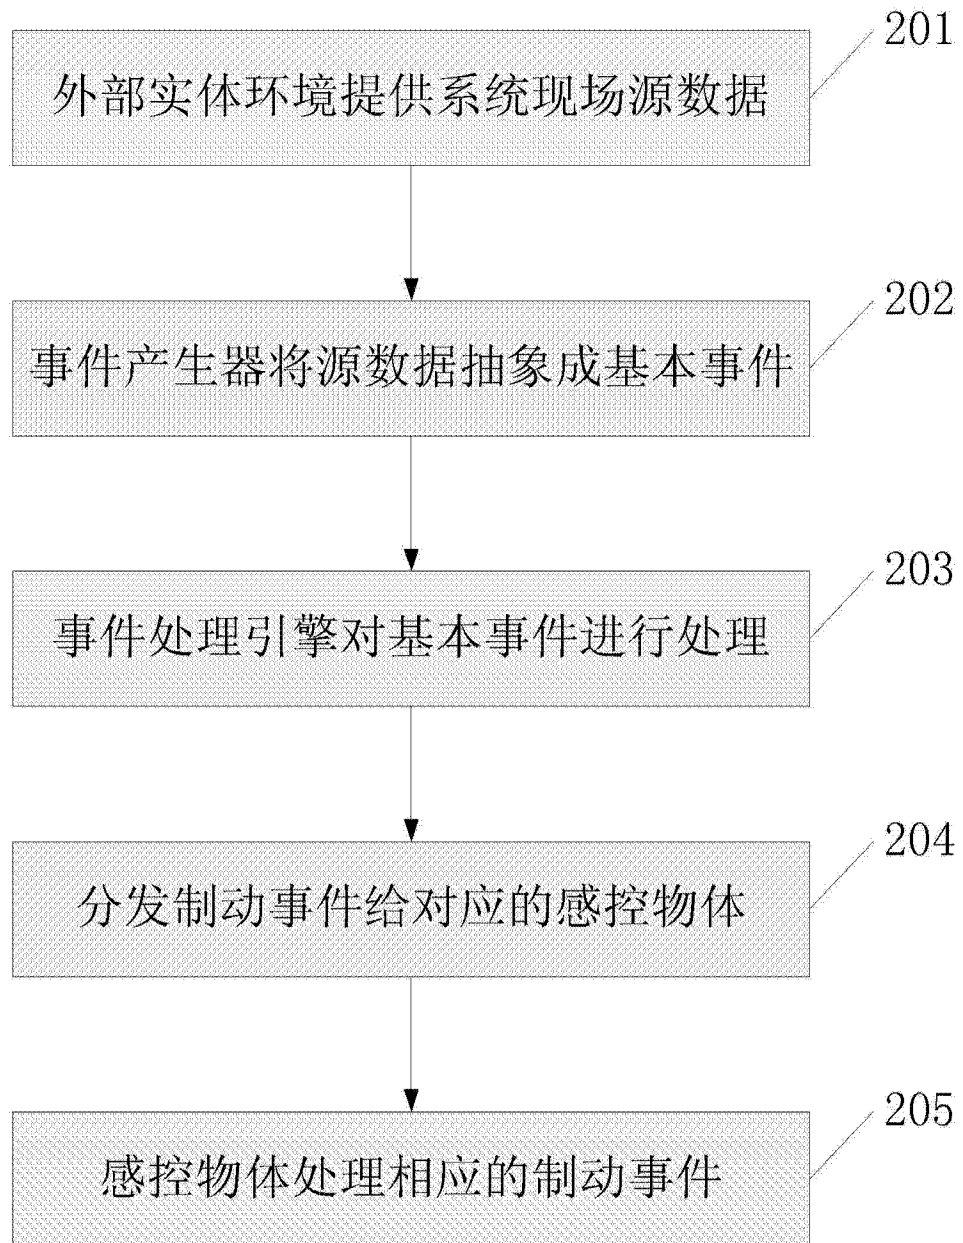 201
外部实体环境提供系统现场源数据
202
事件产生器将源数据抽象成基本事件
203
事件处理引擎对基本事件进行处理
204
分发制动事件给对应的感控物体
205
感控物体处理相应的制动事件